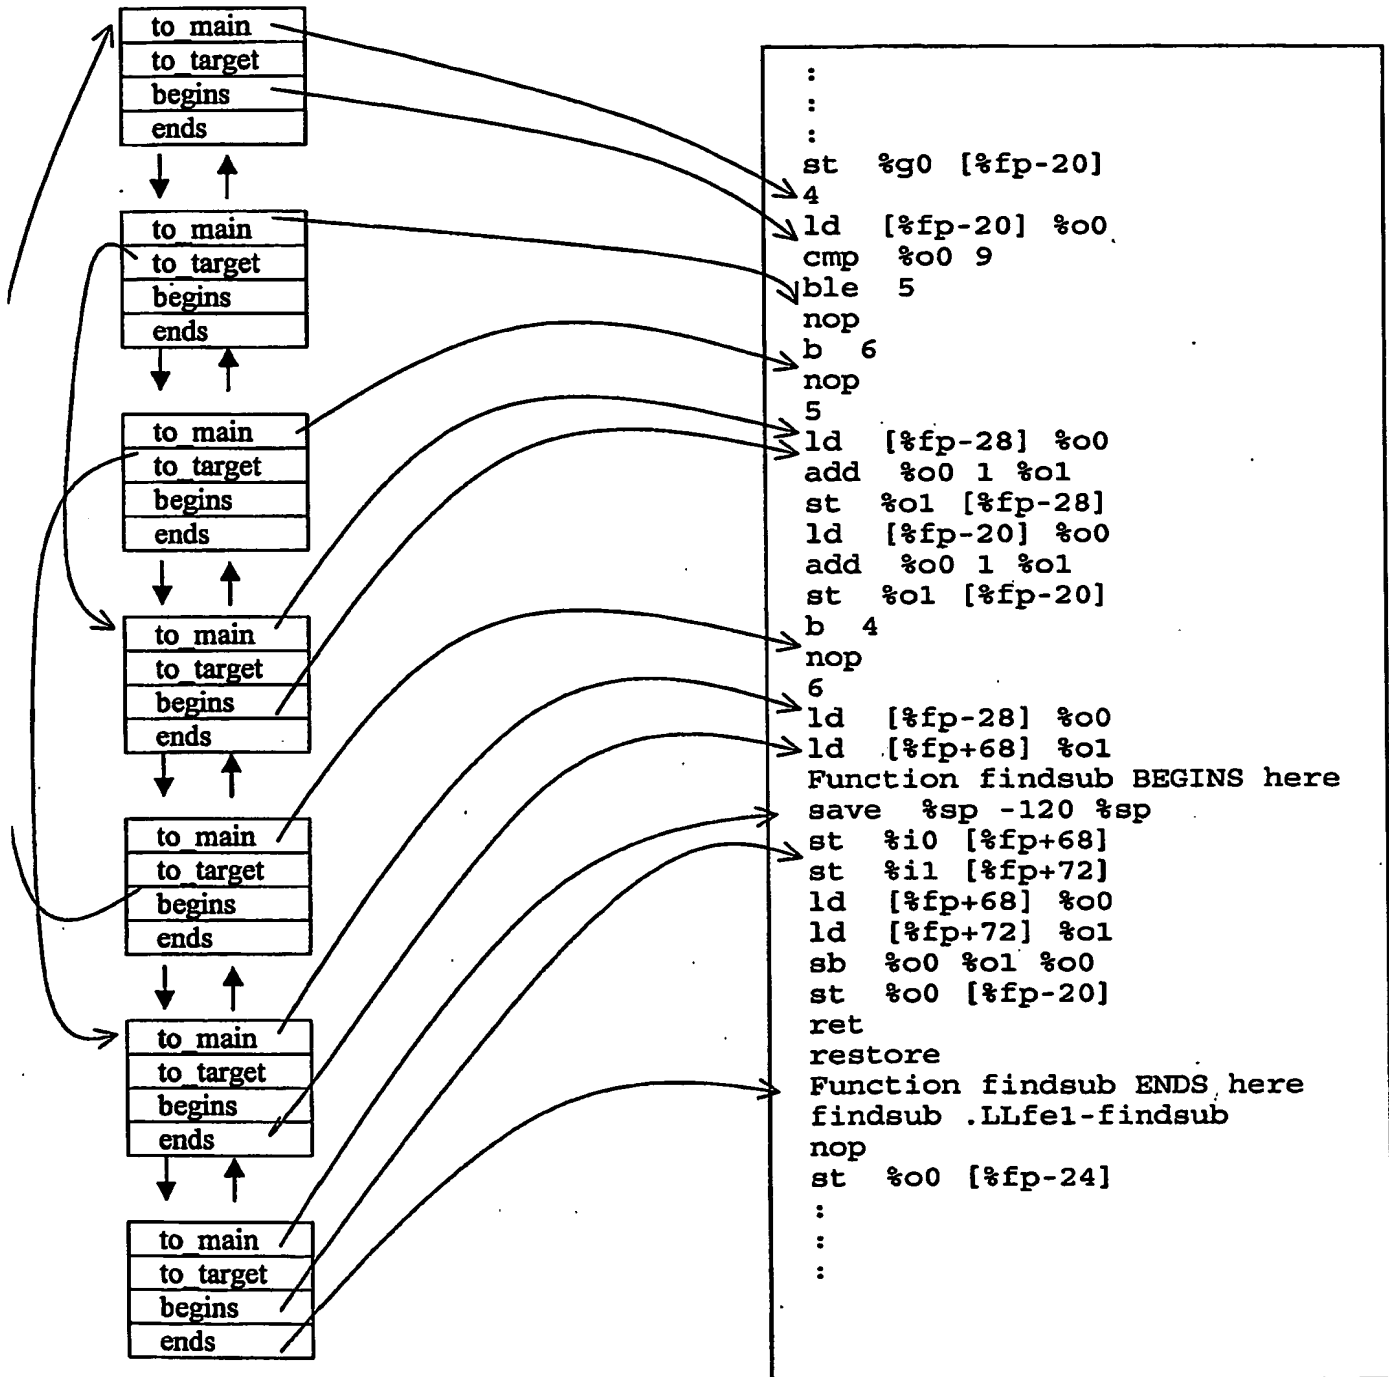 to_main
to_target
begins
ends
to_main
to_target
begins
ends
to_main
to_target
begins
ends
to_main
to_target
begins
ends
to_main
to_target
begins
ends
to_main
to_target
begins
ends
to_main
to_target
begins
ends
:
:
:
st %g0 [%fp-20]
4
ld [%fp-20] %o0
cmp %o0 9
ble 5
nop
b 6
nop
5
ld [%fp-28] %o0
add %o0 1 %o1
st %o1 [%fp-28]
ld [%fp-20] %o0
add %o0 1 %o1
st %o1 [%fp-20]
b 4
nop
6
ld [%fp-28] %o0
ld [%fp+68] %o1
Function findsub BEGINS here
save %sp -120 %sp
st %i0 [%fp+68]
st %i1 [%fp+72]
ld [%fp+68] %o0
ld [%fp+72] %o1
sb %o0 %o1 %o0
st %o0 [%fp-20]
ret
restore
Function findsub ENDS here
findsub .LLfe1-findsub
nop
st %o0 [%fp-24]
:
:
: